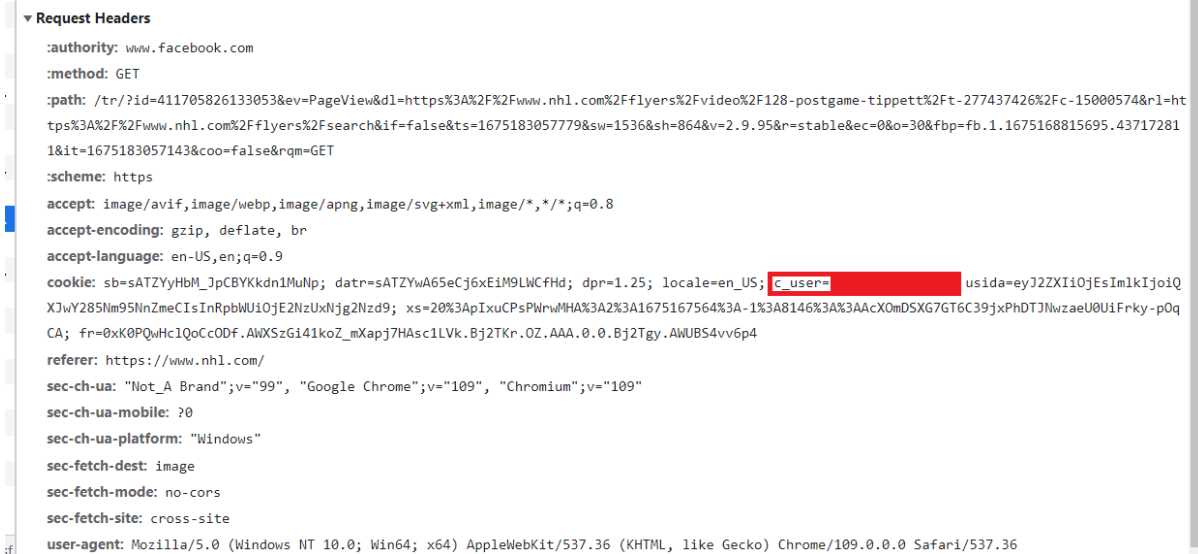 Request Headers
:authority: www.facebook.com
:method: GET
:path: /tr/?id=411705826133053&ev=PageView&dl=https%3A%2F%2Fwww.nhl.com%2Fflyers%2Fvideo%2F128-postgame-tippett%2Ft-277437426%2Fc-15000574&rl=ht
tps%3A%2F%2Fwww.nhl.com%2Fflyers%2Fsearch&if=false&ts=1675183057779&sw=1536&sh=864&v=2.9.95&r=stable&ec=0&o=30&fbp=fb.1.1675168815695.43717281
1&it=1675183057143&coo=false&rqm=GET
:scheme: https
accept: image/avif,image/webp,image/apng,image/svg+xml,image/*,*/*;q=0.8
accept-encoding: gzip, deflate, br
accept-language: en-US,en;q=0.9
cookie: sb=sATZYyHbM_JpCBYKkdn1MuNp; datr=sATZYwA65eCj6xEiM9LWCfHd; dpr=1.25; locale=en_US; c_user= usida=eyJ2ZXIiOjEsImlkIjoiQ
XJwY285Nm95NnZmeCIsInRpbWUiOjE2NzUxNjg2Nzd9; xs=20%3ApIxuCPsPWrwMHA%3A2%3A1675167564%3A-1%3A8146%3A%3AAcXOmDSXG7GT6C39jxPhDTJNwzaeU0UiFrky-pOq
CA; fr=0xK0PQwHclQoCcODf.AWXSzGi41koZ_mXapj7HAsc1LVk.Bj2TKr.OZ.AAA.0.0.Bj2Tgy.AWUBS4vv6p4
referer: https://www.nhl.com/
sec-ch-ua: "Not_A Brand";v="99", "Google Chrome";v="109", "Chromium";v="109"
sec-ch-ua-mobile: ?0
sec-ch-ua-platform: "Windows"
sec-fetch-dest: image
sec-fetch-mode: no-cors
sec-fetch-site: cross-site
user-agent: Mozilla/5.0 (Windows NT 10.0; Win64; x64) AppleWebKit/537.36 (KHTML, like Gecko) Chrome/109.0.0.0 Safari/537.36